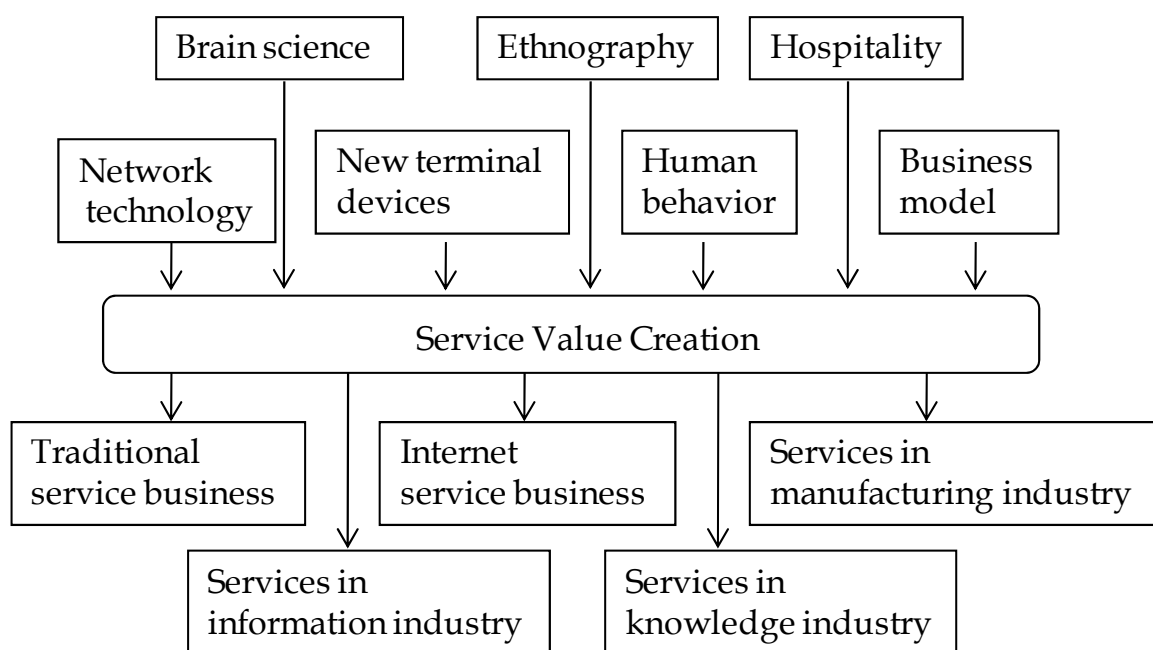 Brain science
Ethnography
Hospitality
Network
technology
New terminal
devices
Human
behavior
Business
model
Service Value Creation
Traditional
service business
Internet
service business
Services in
manufacturing industry
Services in
information industry
Services in
knowledge industry